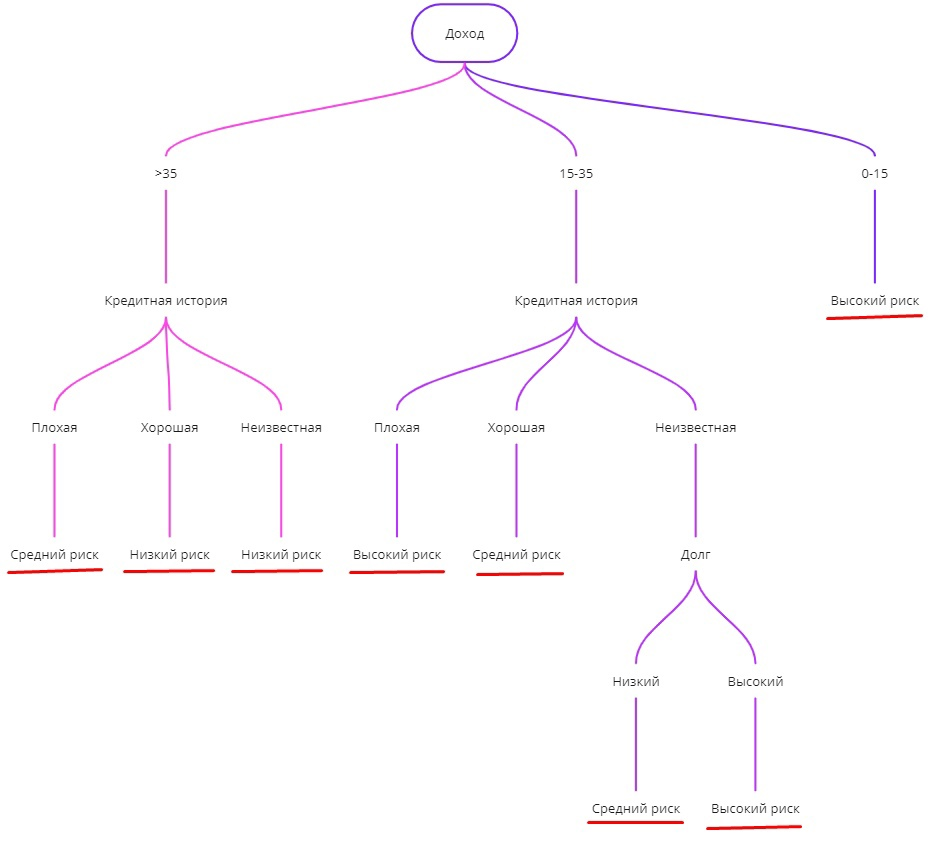 Доход
>35
15-35
0-15
Кредитная история
Кредитная история
Высокий риск
Плохая
Хорошая
Неизвестная
Плохая
Хорошая
Неизвестная
Средний риск
Низкий риск
Низкий риск
Высокий риск
Средний риск
Долг
Низкий
Высокий
Средний риск
Высокий риск